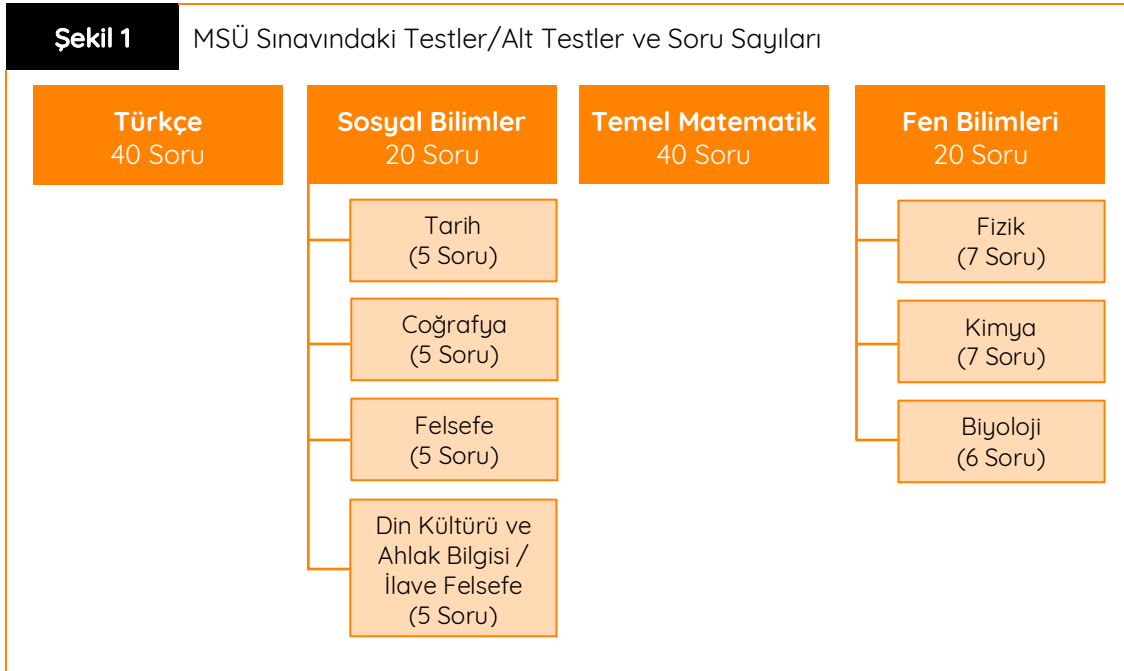 Şekil 1
MSÜ Sınavındaki Testler/Alt Testler ve Soru Sayıları
Türkçe
40 Soru
Sosyal Bilimler
20 Soru
Tarih
(5 Soru)
Coğrafya
(5 Soru)
Felsefe
(5 Soru)
Din Kültürü ve
Ahlak Bilgisi /
İlave Felsefe
(5 Soru)
Temel Matematik
40 Soru
Fen Bilimleri
20 Soru
Fizik
(7 Soru)
Kimya
(7 Soru)
Biyoloji
(6 Soru)